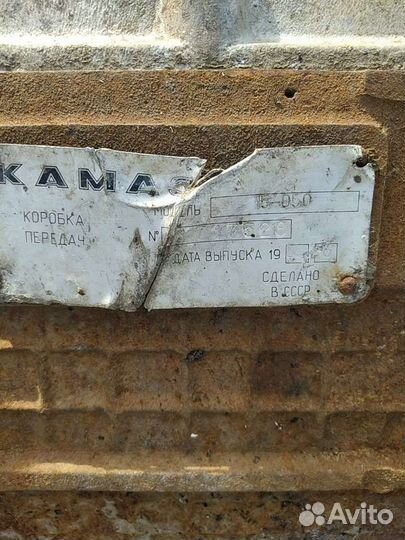 КАМАЗ
КОРОБКА
ПЕРЕДАЧ
МОДЕЛЬ
№
ДАТА ВЫПУСКА 19
СДЕЛАНО
В СССР
Avito